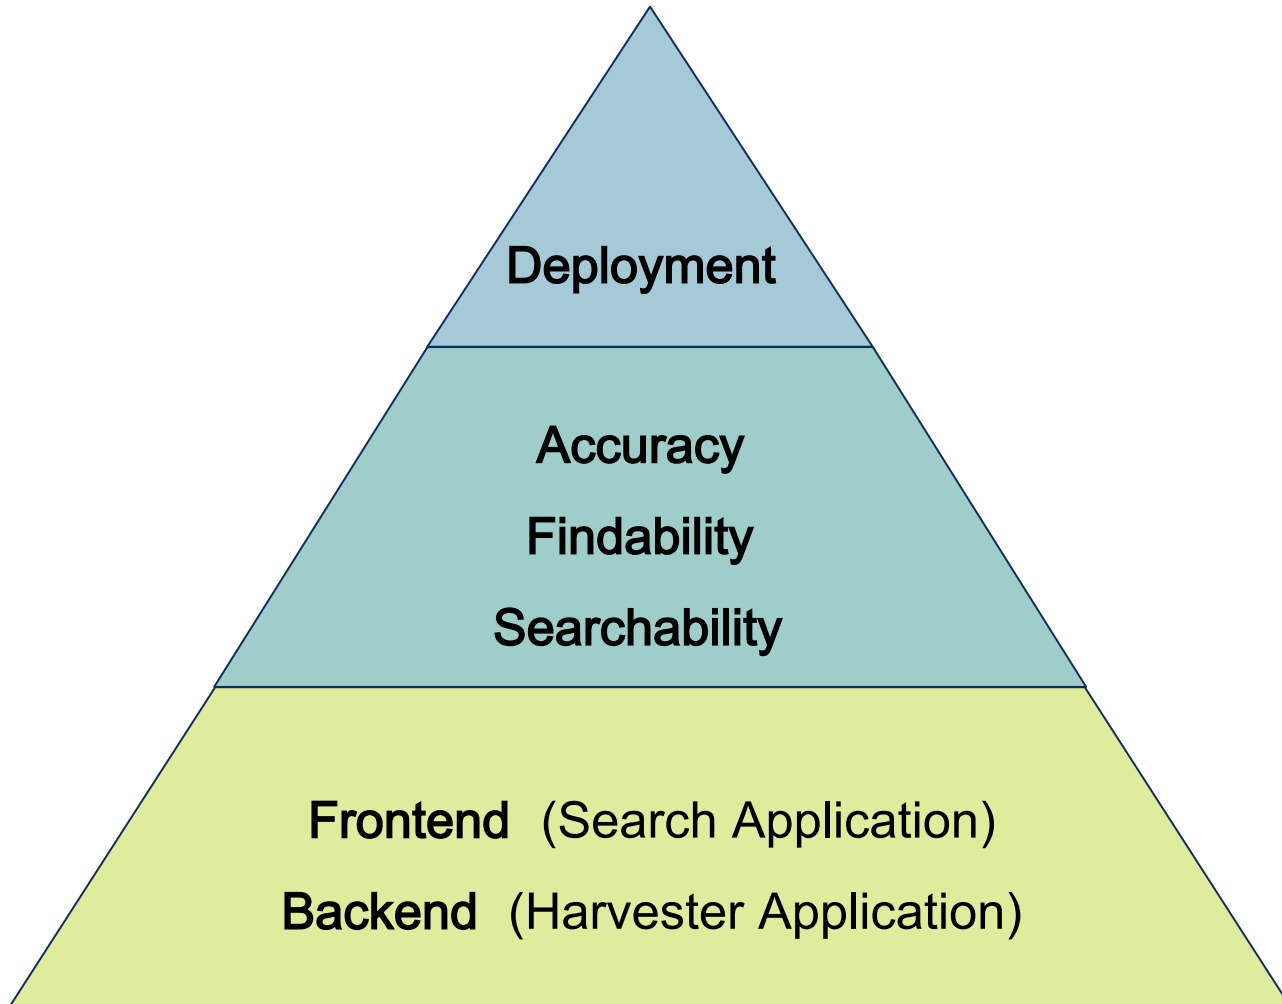 Deployment
Accuracy
Findability
Searchability
Frontend (Search Application)
Backend (Harvester Application)